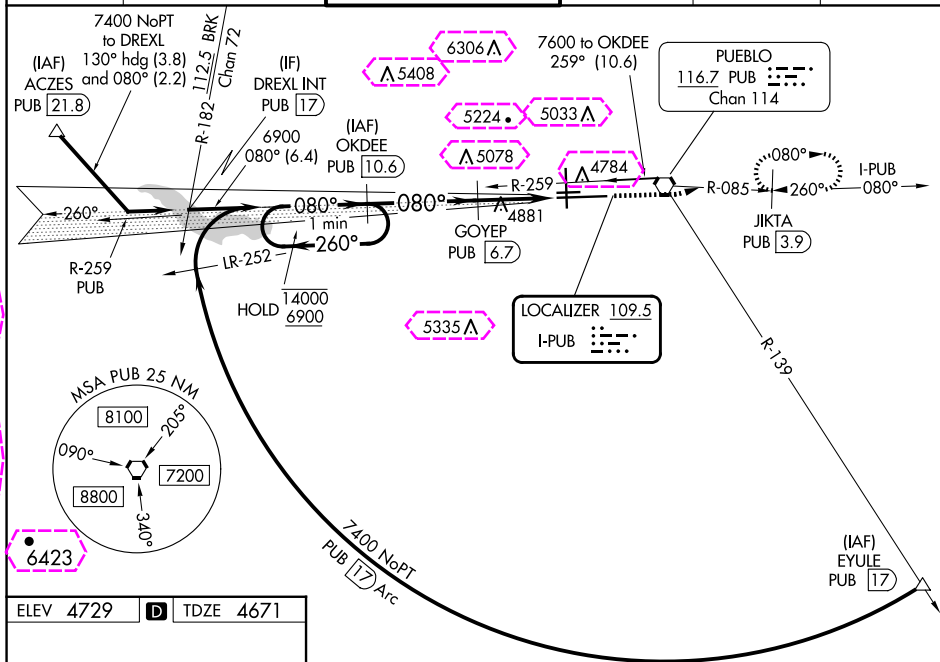 7400 NoPT
to DREXL
130° hdg (3.8)
and 080° (2.2)
(IAF)
ACZES
PUB 21.8
R-182 112.5 BRK
Chan 72
(IF)
DREXL INT
PUB 17
6900
080° (6.4)
(IAF)
OKDEE
PUB 10.6
6306
5408
5224
5033
5078
4784
4881
7600 to OKDEE
259° (10.6)
PUEBLO
116.7 PUB
Chan 114
R-259
R-085
080°
260°
I-PUB
080°
JIKTA
PUB 3.9
260°
080°
080°
1 min
260°
GOYEP
PUB 6.7
R-259
PUB
LR-252
HOLD 14000
6900
5335
LOCALIZER 109.5
I-PUB
R-139
MSA PUB 25 NM
8100
205°
090°
7200
8800
340°
6423
7400 NoPT
PUB 17 Arc
(IAF)
EYULE
PUB 17
ELEV 4729 D TDZE 4671